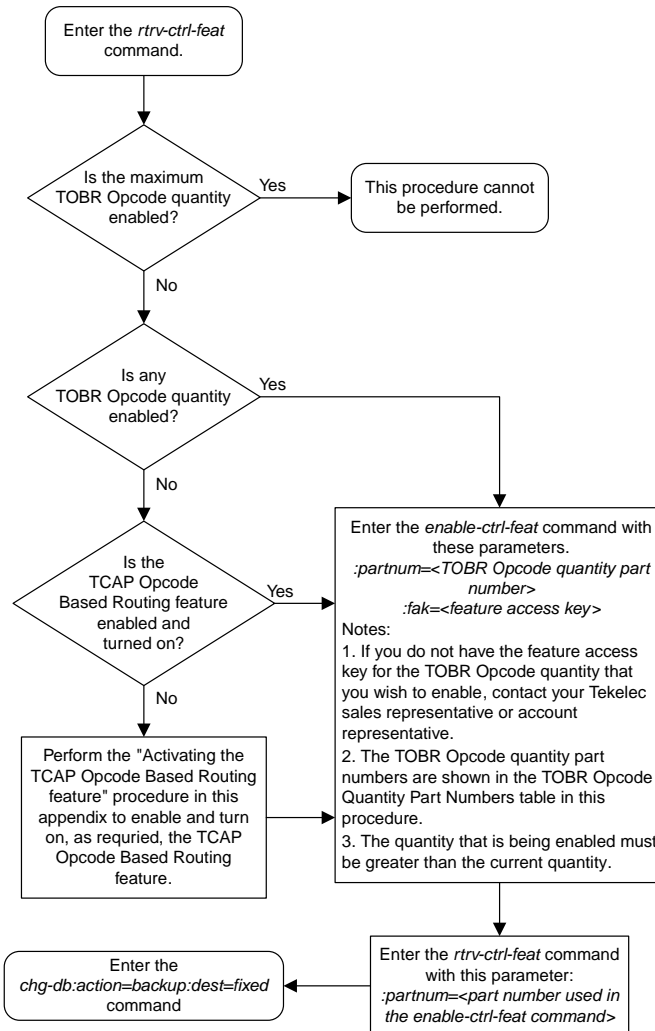 Enter the rtrv-ctrl-feat
command.
Is the maximum
TOBR Opcode quantity
enabled?
Yes
This procedure cannot
be performed.
No
Is any
TOBR Opcode quantity
enabled?
Yes
No
Is the
TCAP Opcode
Based Routing feature
enabled and
turned on?
Yes
No
Enter the enable-ctrl-feat command with
these parameters.
:partnum=<TOBR Opcode quantity part
number>
:fak=<feature access key>
Notes:
1. If you do not have the feature access
key for the TOBR Opcode quantity that
you wish to enable, contact your Tekelec
sales representative or account
representative.
2. The TOBR Opcode quantity part
numbers are shown in the TOBR Opcode
Quantity Part Numbers table in this
procedure.
3. The quantity that is being enabled must
be greater than the current quantity.
Perform the "Activating the
TCAP Opcode Based Routing
feature" procedure in this
appendix to enable and turn
on, as requried, the TCAP
Opcode Based Routing
feature.
Enter the rtrv-ctrl-feat command
with this parameter:
:partnum=<part number used in
the enable-ctrl-feat command>
Enter the
chg-db:action=backup:dest=fixed
command